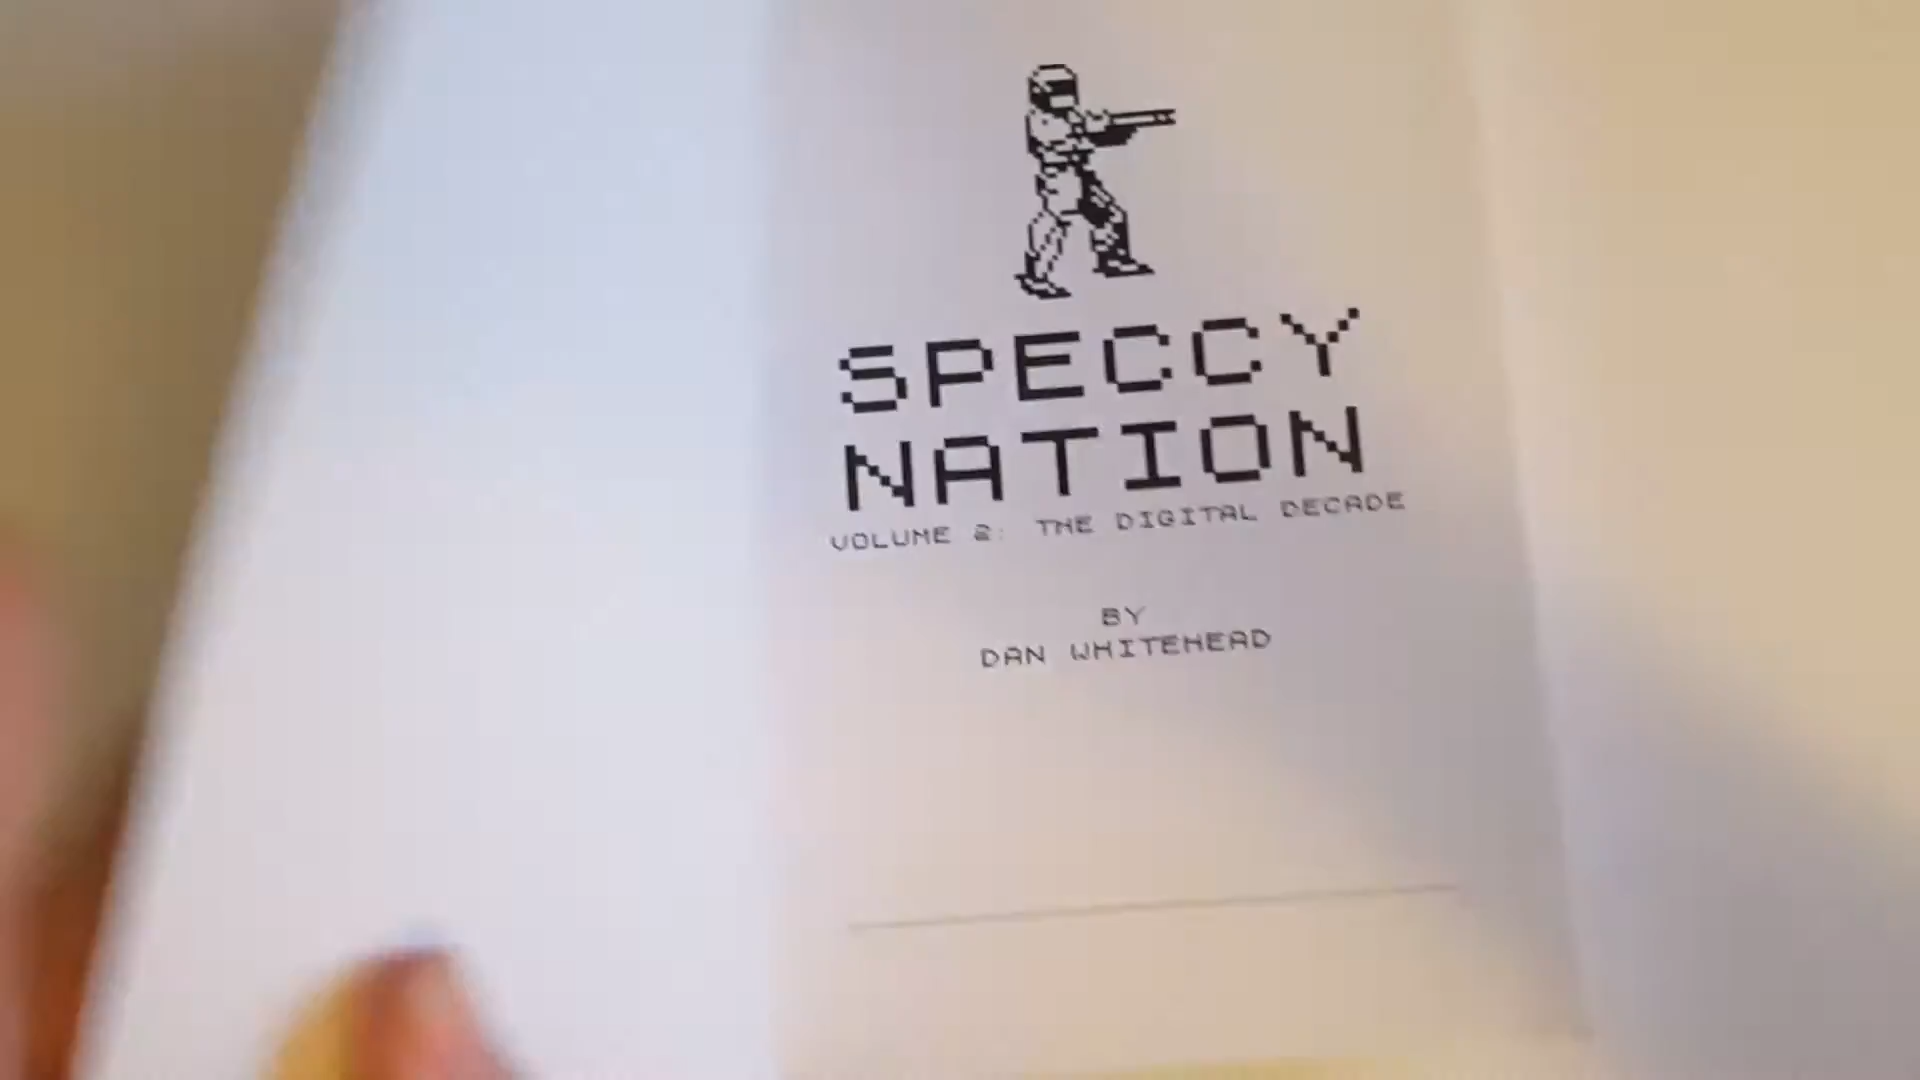 SPECCY
NATION
VOLUME 2: THE DIGITAL DECADE
BY
DAN WHITEHEAD